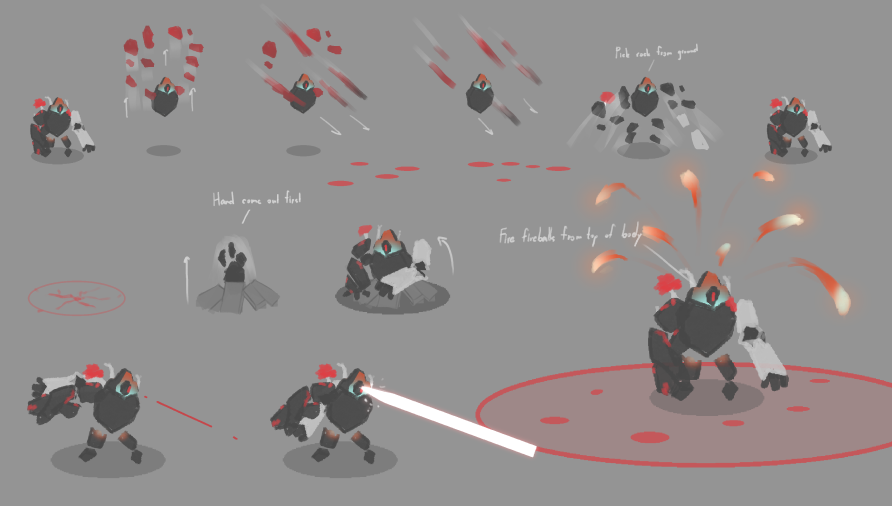 Pick rock from ground
Hand come out first
Fire fireballs from top of body